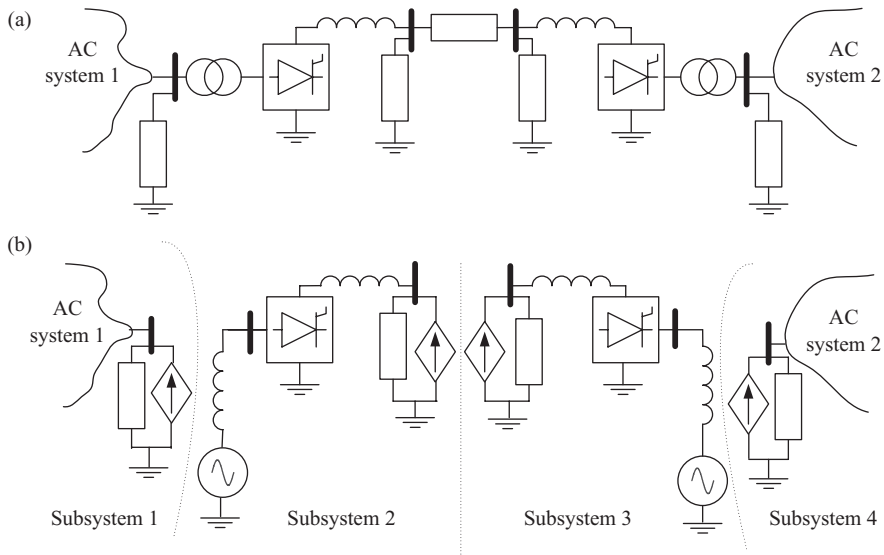 (a)
AC
system 1
AC
system 2
(b)
AC
system 1
AC
system 2
Subsystem 1
Subsystem 2
Subsystem 3
Subsystem 4